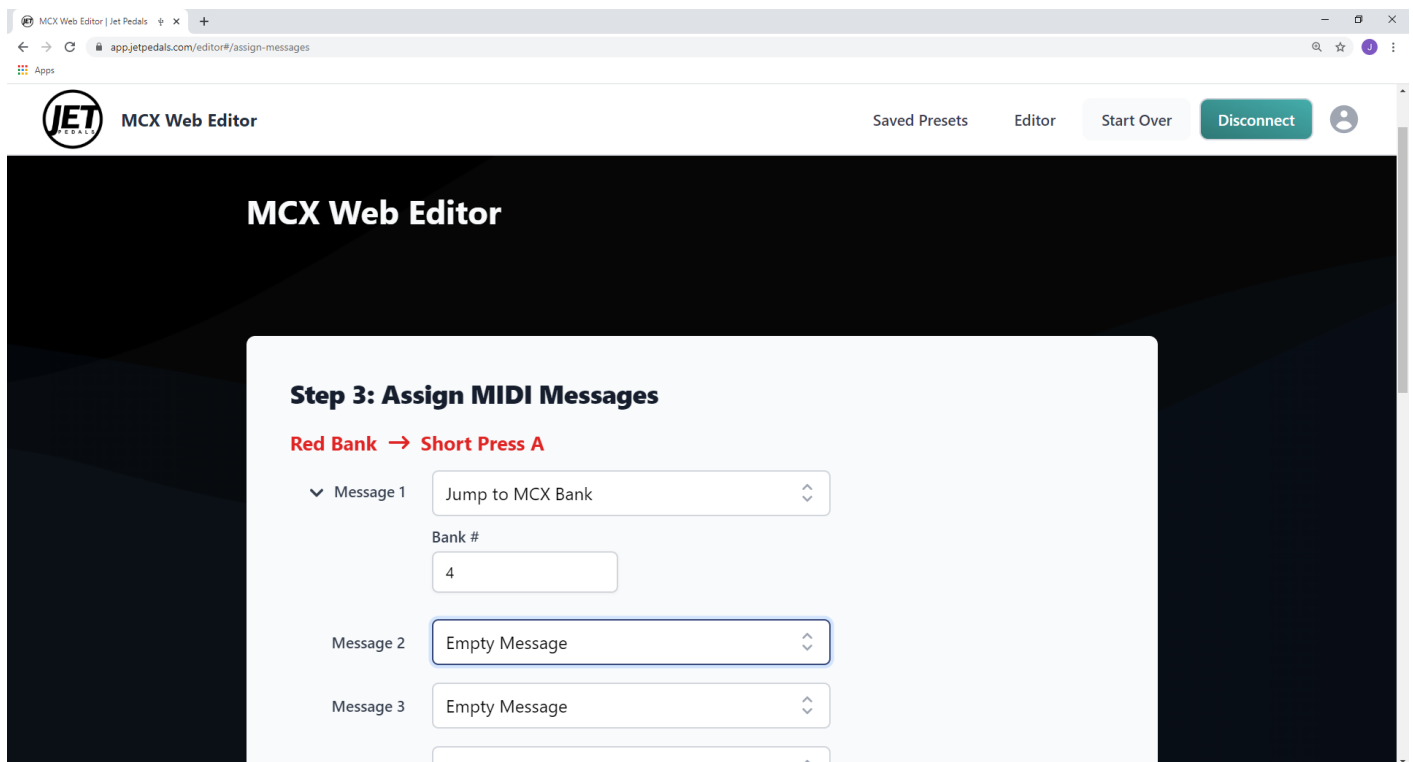 MCX Web Editor | Jet Pedals
app.jetpedals.com/editor#/assign-messages
J
Apps
JET
PEDALS
MCX Web Editor
Saved Presets
Editor
Start Over
Disconnect
MCX Web Editor
Step 3: Assign MIDI Messages
Red Bank → Short Press A
Message 1
Jump to MCX Bank
Bank #
4
Message 2
Empty Message
Message 3
Empty Message